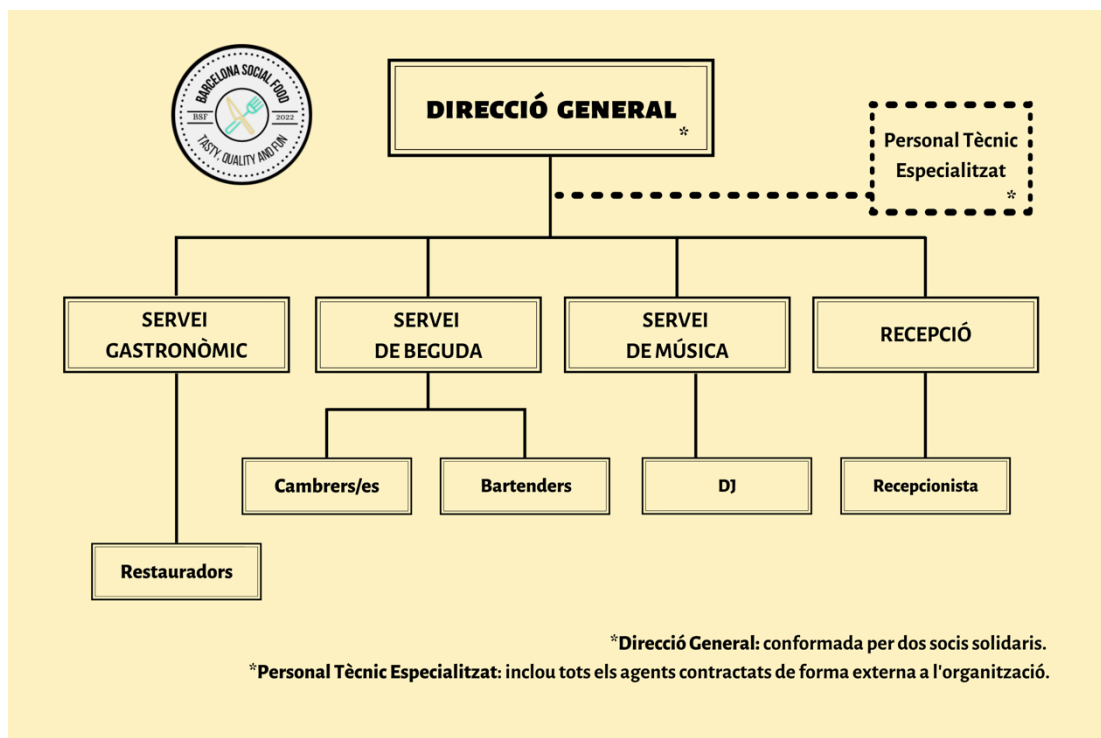 BARCELONA SOCIAL FOOD
BSF
2022
TASTY, QUALITY AND FUN
DIRECCIÓ GENERAL
*
Personal Tècnic
Especialitzat
*
SERVEI
GASTRONÒMIC
SERVEI
DE BEGUDA
SERVEI
DE MÚSICA
RECEPCIÓ
Cambrers/es
Bartenders
DJ
Recepcionista
Restauradors
*Direcció General: conformada per dos socis solidaris.
*Personal Tècnic Especialitzat: inclou tots els agents contractats de forma externa a l'organització.